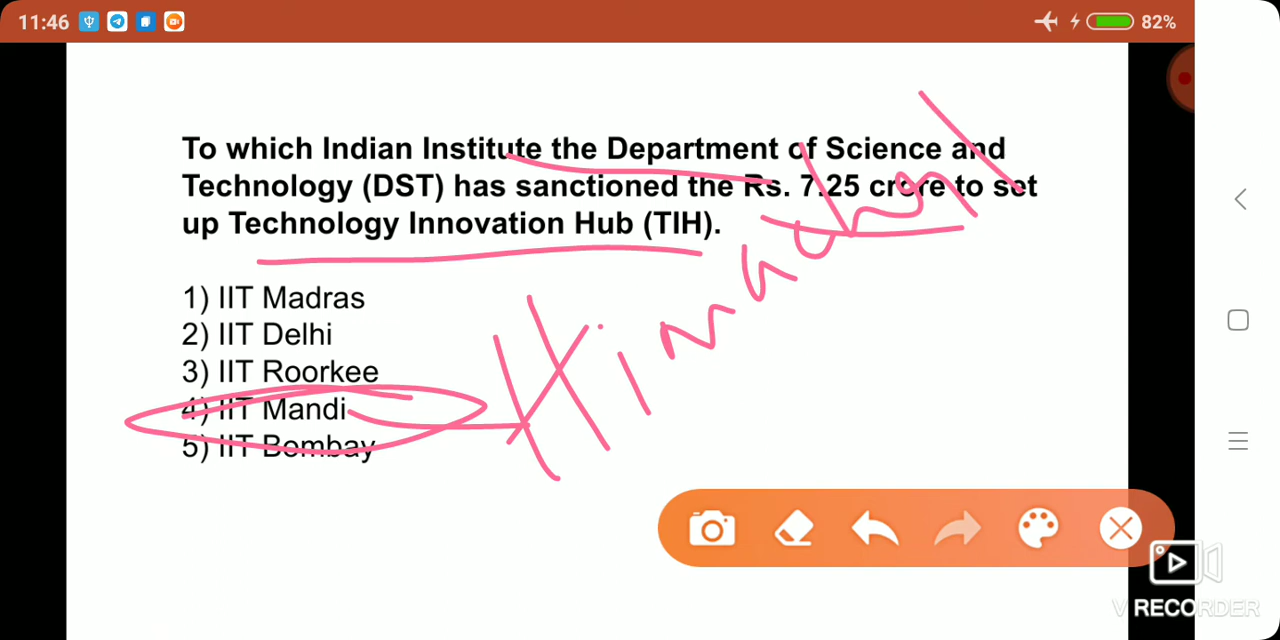 11:46
82%
To which Indian Institute the Department of Science and
Technology (DST) has sanctioned the Rs. 7.25 crore to set
up Technology Innovation Hub (TIH).
1) IIT Madras
2) IIT Delhi
3) IIT Roorkee
4) IIT Mandi
5) IIT Bombay
Himachal
V RECORDER